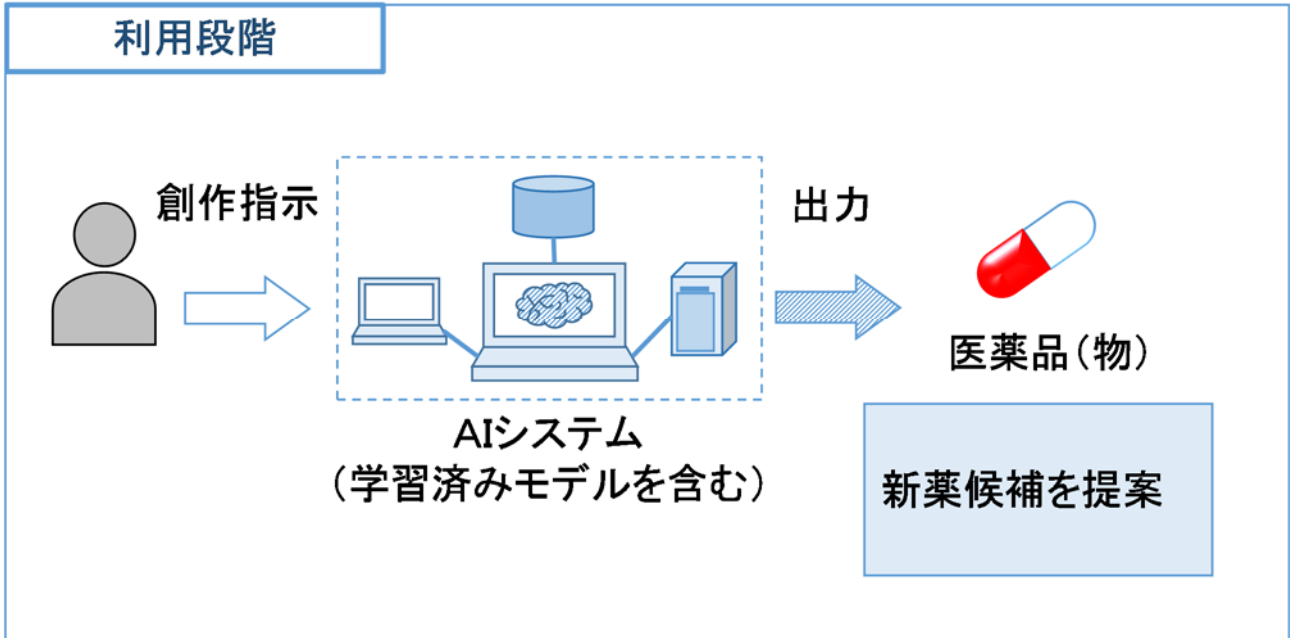 利用段階
創作指示
出力
医薬品（物）
AIシステム
（学習済みモデルを含む）
新薬候補を提案